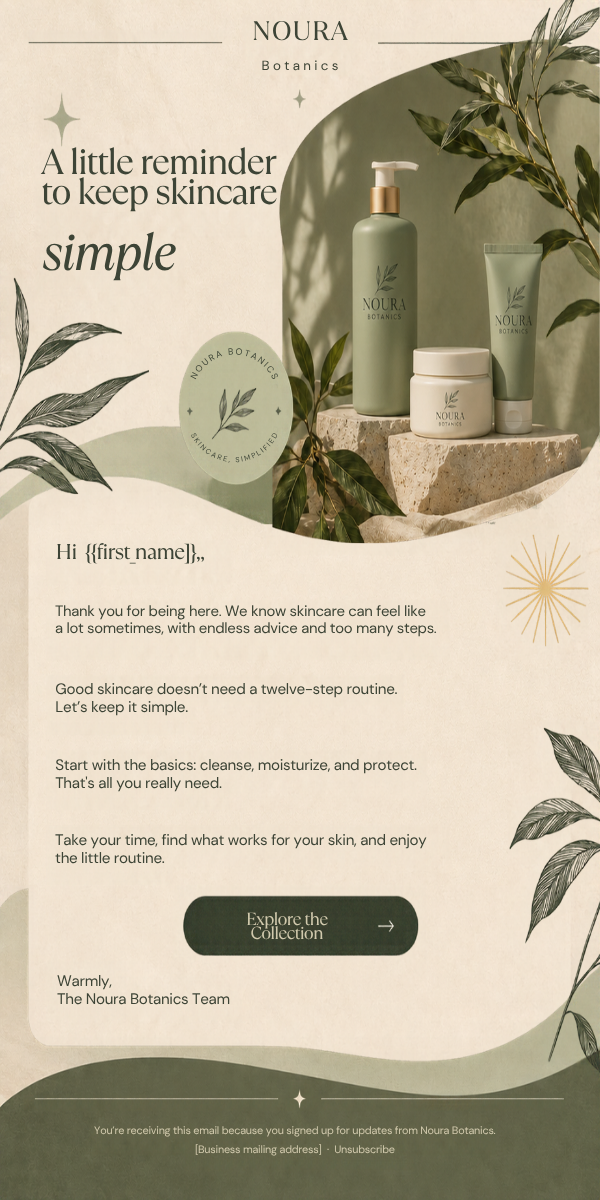 NOURA
Botanics
A little reminder
to keep skincare
simple
NOURA
BOTANICS
NOURA
BOTANICS
NOURA
BOTANICS
NOURA BOTANICS
SKINCARE, SIMPLIFIED
Hi {{first_name]},,
Thank you for being here. We know skincare can feel like
a lot sometimes, with endless advice and too many steps.
Good skincare doesn’t need a twelve-step routine.
Let’s keep it simple.
Start with the basics: cleanse, moisturize, and protect.
That's all you really need.
Take your time, find what works for your skin, and enjoy
the little routine.
Explore the
Collection →
Warmly,
The Noura Botanics Team
You’re receiving this email because you signed up for updates from Noura Botanics.
[Business mailing address] · Unsubscribe